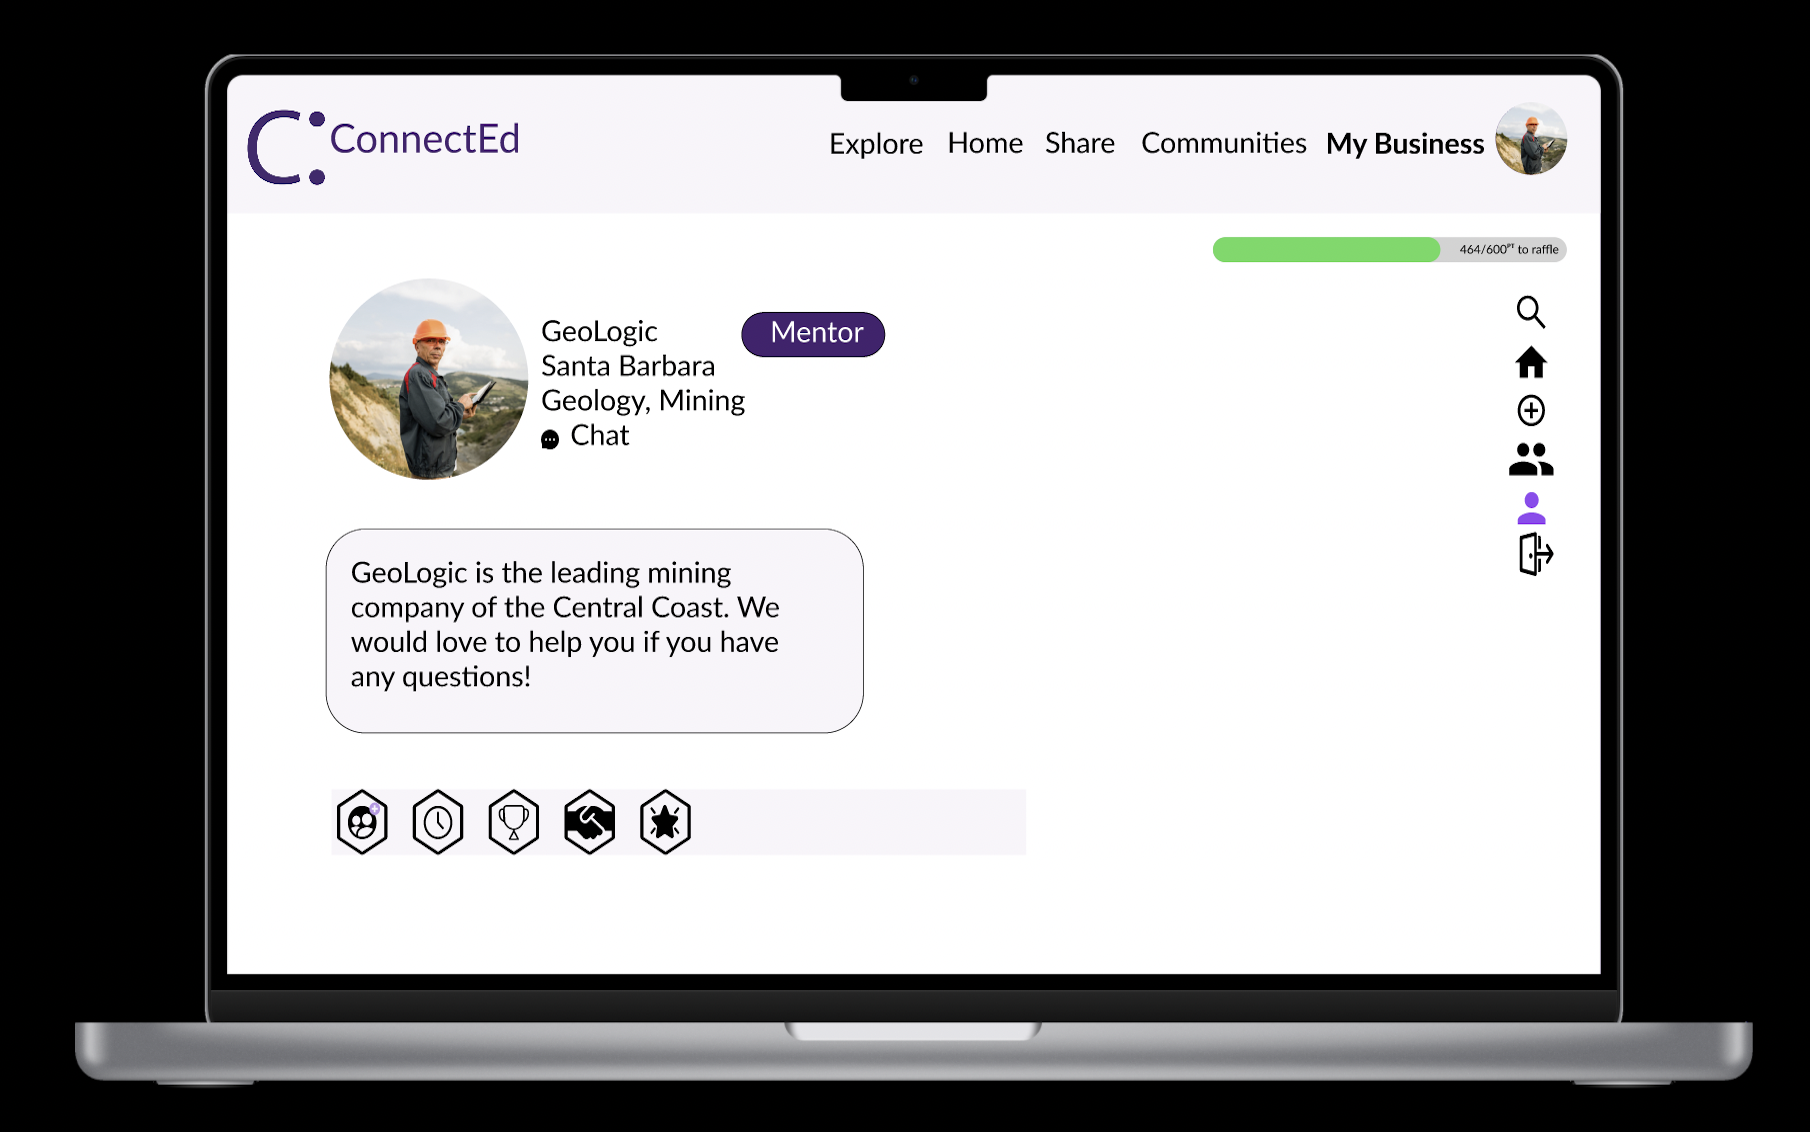 ConnectEd
Explore Home Share Communities My Business
464/600PT to raffle
GeoLogic
Mentor
Santa Barbara
Geology, Mining
Chat
GeoLogic is the leading mining
company of the Central Coast. We
would love to help you if you have
any questions!